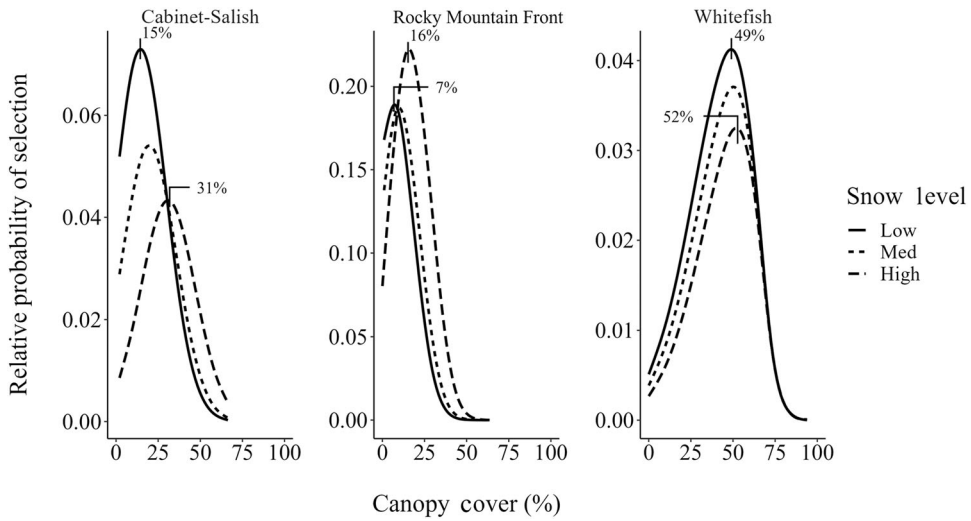 Cabinet-Salish
Rocky Mountain Front
Whitefish
15%
31%
16%
7%
49%
52%
0.06
0.04
0.02
0.00
0.20
0.15
0.10
0.05
0.00
0.04
0.03
0.02
0.01
0.00
0 25 50 75 100
0 25 50 75 100
0 25 50 75 100
Relative probability of selection
Canopy cover (%)
Snow level
Low
Med
High